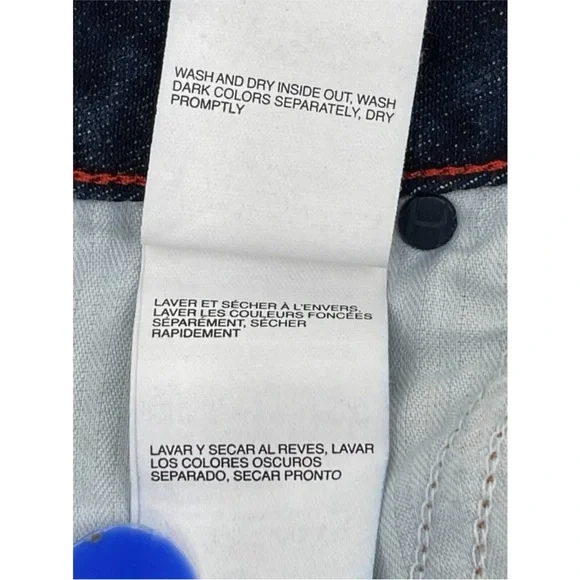 WASH AND DRY INSIDE OUT, WASH
DARK COLORS SEPARATELY, DRY
PROMPTLY
LAVER ET SÉCHER À L'ENVERS,
LAVER LES COULEURS FONCÉES
SÉPARÉMENT, SÉCHER
RAPIDEMENT
LAVAR Y SECAR AL REVES, LAVAR
LOS COLORES OSCUROS
SEPARADO, SECAR PRONTO